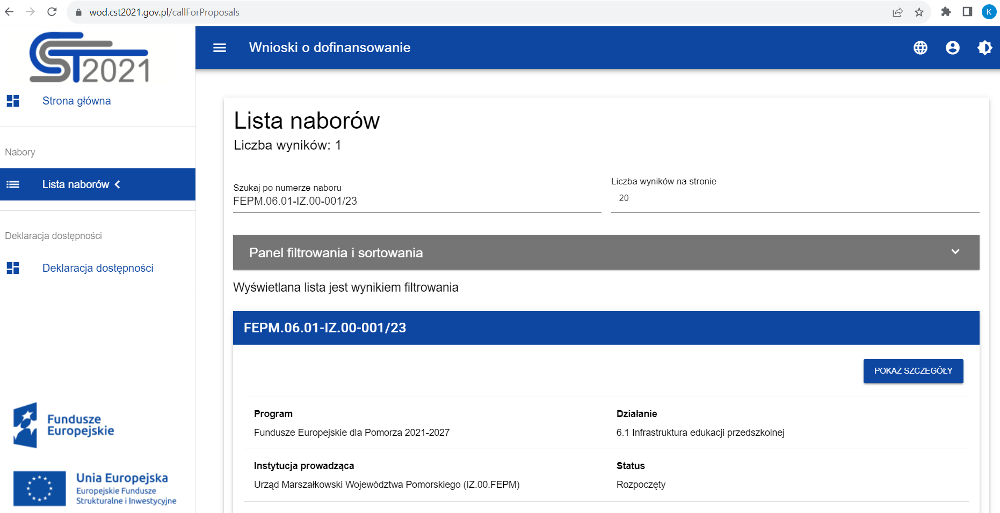 wod.cst2021.gov.pl/callForProposals
K
CST2021
Wnioski o dofinansowanie
Strona główna
Nabory
Lista naborów
Deklaracja dostępności
Deklaracja dostępności
Fundusze
Europejskie
Unia Europejska
Europejskie Fundusze
Strukturalne i Inwestycyjne
Lista naborów
Liczba wyników: 1
Szukaj po numerze naboru
FEPM.06.01-IZ.00-001/23
Liczba wyników na stronie
20
Panel filtrowania i sortowania
Wyświetlana lista jest wynikiem filtrowania
FEPM.06.01-IZ.00-001/23
POKAŻ SZCZEGÓŁY
Program
Fundusze Europejskie dla Pomorza 2021-2027
Działanie
6.1 Infrastruktura edukacji przedszkolnej
Instytucja prowadząca
Urząd Marszałkowski Województwa Pomorskiego (IZ.00.FEPM)
Status
Rozpoczęty